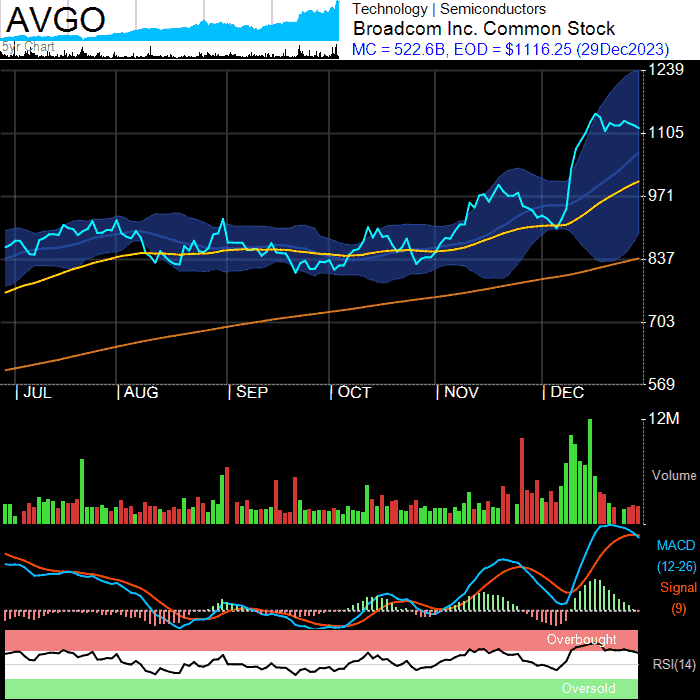 AVGO
5yr Chart
Technology | Semiconductors
Broadcom Inc. Common Stock
MC = 522.6B, EOD = $1116.25 (29Dec2023)
1239
1105
971
837
703
569
| JUL | AUG | SEP | OCT | NOV | DEC
12M
Volume
MACD
(12-26)
Signal
(9)
Overbought
RSI(14)
Oversold